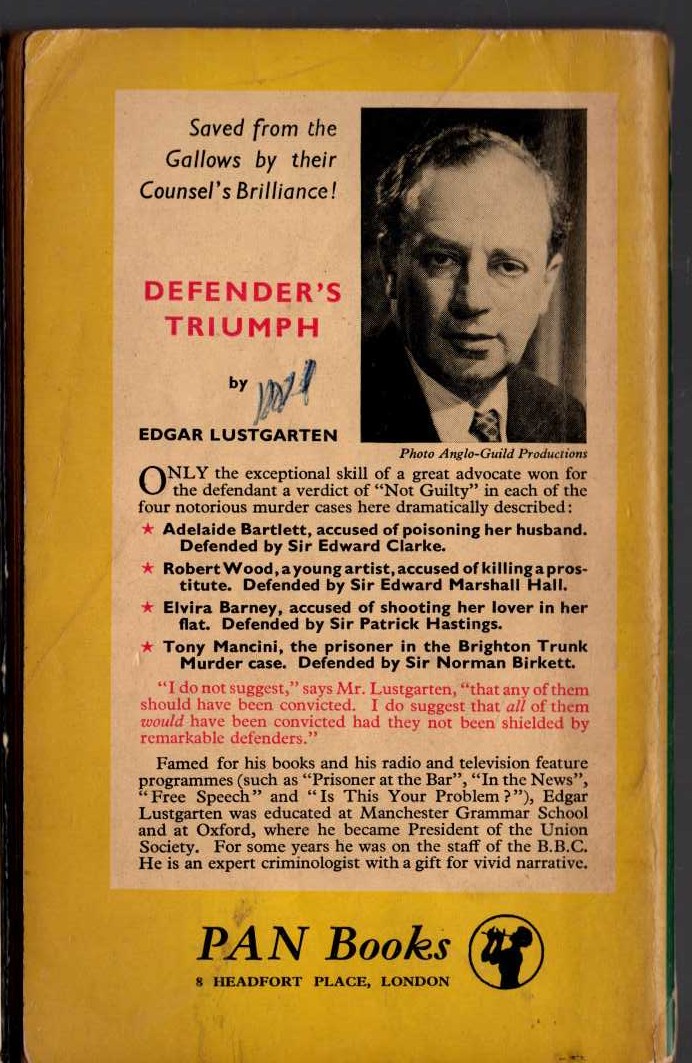 Saved from the
Gallows by their
Counsel's Brilliance!
DEFENDER'S
TRIUMPH
by
EDGAR LUSTGARTEN
Photo Anglo-Guild Productions
ONLY the exceptional skill of a great advocate won for
the defendant a verdict of "Not Guilty" in each of the
four notorious murder cases here dramatically described:
★ Adelaide Bartlett, accused of poisoning her husband.
Defended by Sir Edward Clarke.
★ Robert Wood, a young artist, accused of killing a pros-
titute. Defended by Sir Edward Marshall Hall.
★ Elvira Barney, accused of shooting her lover in her
flat. Defended by Sir Patrick Hastings.
★ Tony Mancini, the prisoner in the Brighton Trunk
Murder case. Defended by Sir Norman Birkett.
"I do not suggest," says Mr. Lustgarten, "that any of them
should have been convicted. I do suggest that all of them
would have been convicted had they not been shielded by
remarkable defenders."
Famed for his books and his radio and television feature
programmes (such as "Prisoner at the Bar", "In the News",
"Free Speech" and "Is This Your Problem?"), Edgar
Lustgarten was educated at Manchester Grammar School
and at Oxford, where he became President of the Union
Society. For some years he was on the staff of the B.B.C.
He is an expert criminologist with a gift for vivid narrative.
PAN Books
8 HEADFORT PLACE, LONDON